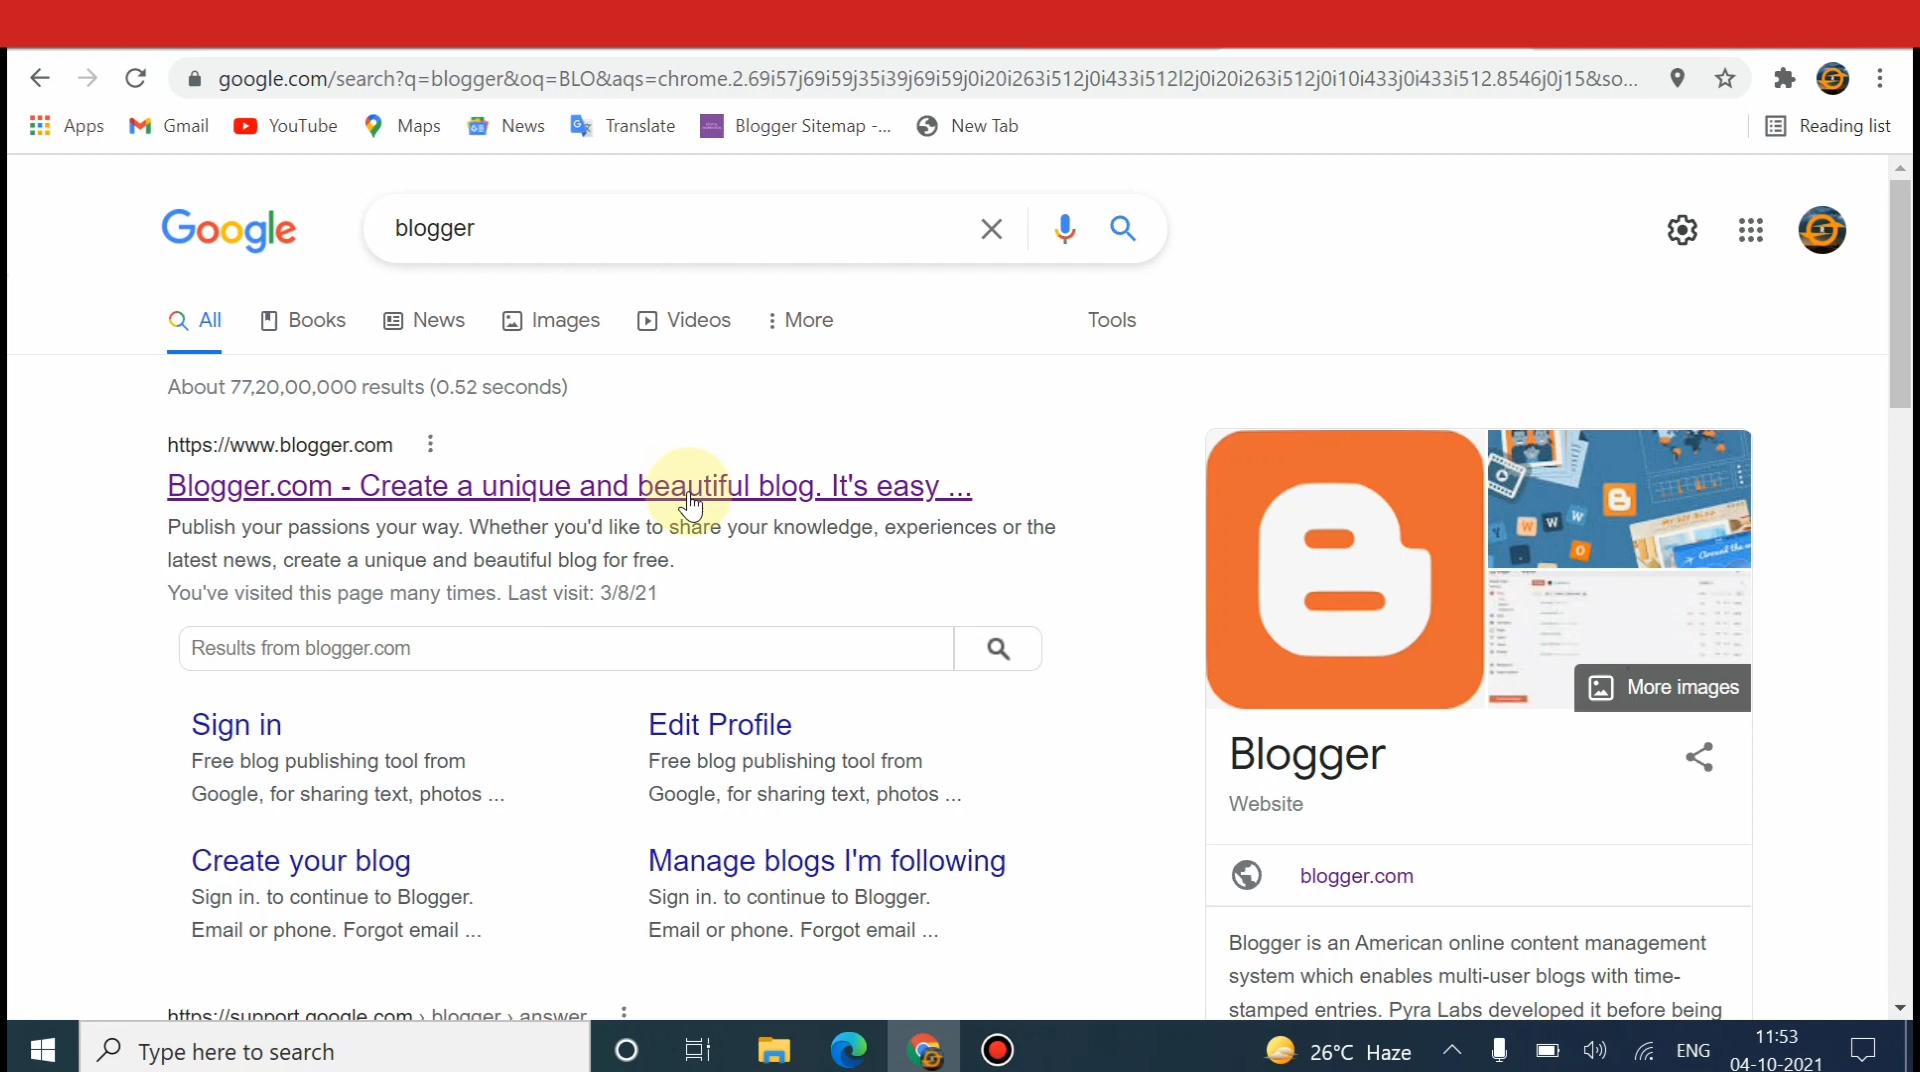 google.com/search?q=blogger&oq=BLO&aqs=chrome.2.69i57j69i59j35i39j69i59j0i20i263i512j0i433i512l2j0i20i263i512j0i10i433j0i433i512.8546j0j15&so...
Apps Gmail YouTube Maps News Translate Blogger Sitemap -... New Tab Reading list
Google blogger
All Books News Images Videos More Tools
About 77,20,00,000 results (0.52 seconds)
https://www.blogger.com
Blogger.com - Create a unique and beautiful blog. It's easy ...
Publish your passions your way. Whether you'd like to share your knowledge, experiences or the
latest news, create a unique and beautiful blog for free.
You've visited this page many times. Last visit: 3/8/21
Results from blogger.com
Sign in
Free blog publishing tool from
Google, for sharing text, photos ...
Edit Profile
Free blog publishing tool from
Google, for sharing text, photos ...
Create your blog
Sign in. to continue to Blogger.
Email or phone. Forgot email ...
Manage blogs I'm following
Sign in. to continue to Blogger.
Email or phone. Forgot email ...
https://support.google.com › blogger › answer
More images
Blogger
Website
blogger.com
Blogger is an American online content management
system which enables multi-user blogs with time-
stamped entries. Pyra Labs developed it before being
Type here to search
26°C Haze
ENG
11:53
04-10-2021